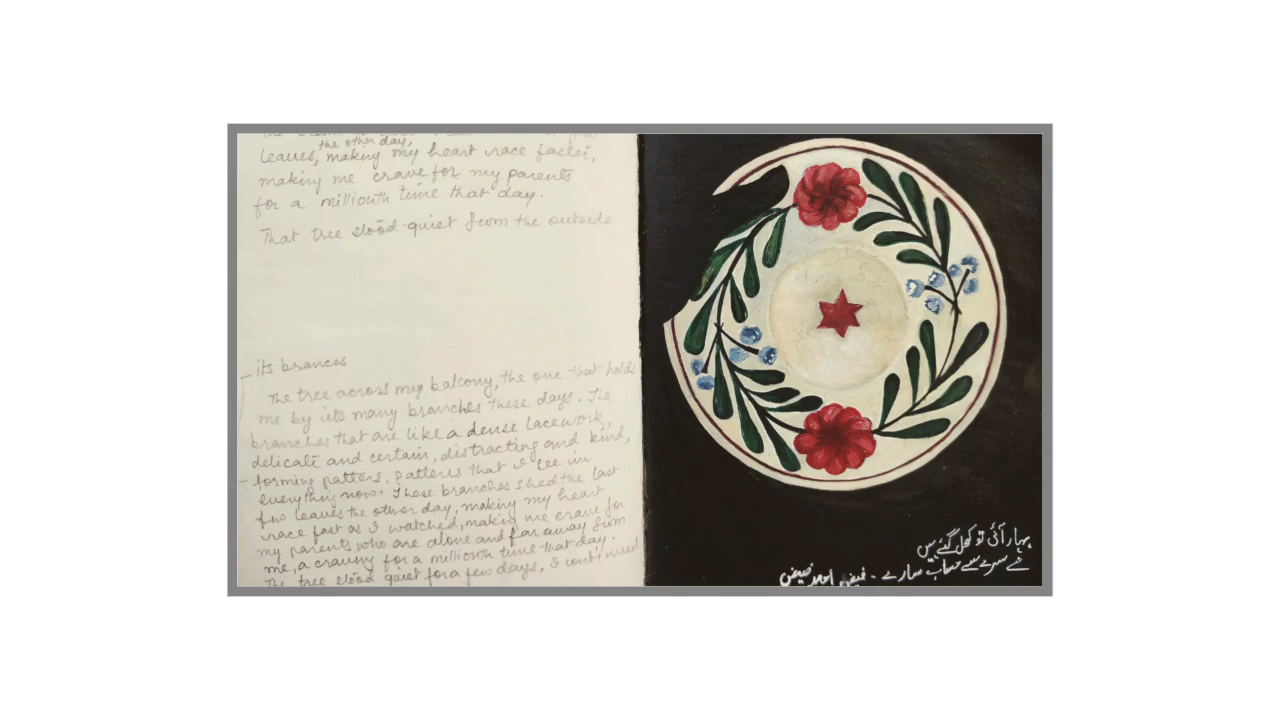 the other day,
leaves, making my heart race faster,
making me crave for my parents
for a millionth time that day.
That tree stood quiet from the outside
its brances
The tree across my balcony, the one that holds
me by its many branches these days. The
branches that are like a dense lacework,
delicate and certain, distracting and kind,
forming patters, patterns that I see in
everything now. These branches shed the last
few leaves the other day, making my heart
race fast as I watched, making me crave for
my parents who are alone and far away from
me, a craving for a millionth time that day.
The tree stood quiet for a few days, I continued
بہار آئی تو کھل گئے ہیں
نئے سرے سے حساب سارے - فیض احمد فیض